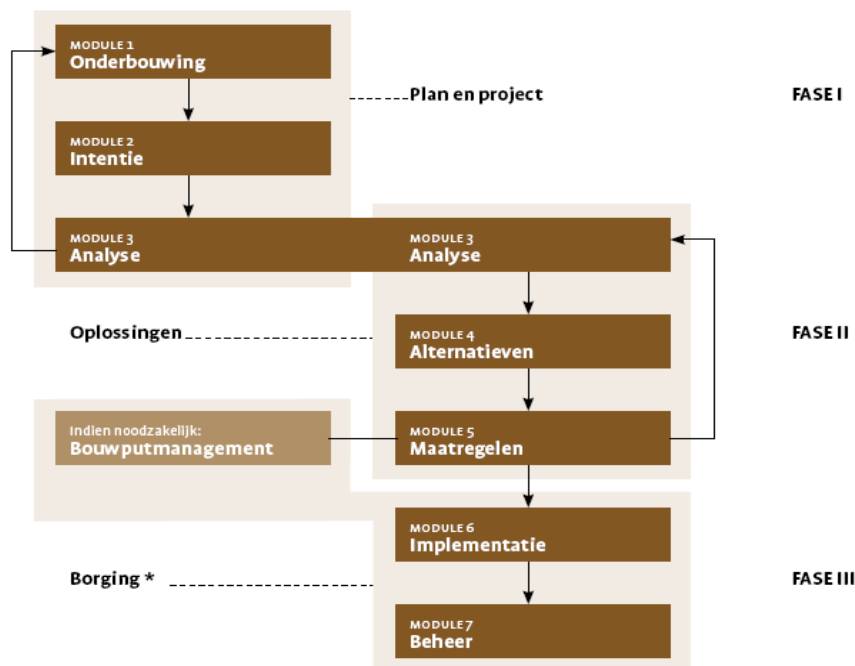 MODULE 1
Onderbouwing
Plan en project
FASE I
MODULE 2
Intentie
MODULE 3
Analyse
MODULE 3
Analyse
Oplossingen
MODULE 4
Alternatieven
FASE II
Indien noodzakelijk:
Bouwputmanagement
MODULE 5
Maatregelen
MODULE 6
Implementatie
Borging *
FASE III
MODULE 7
Beheer